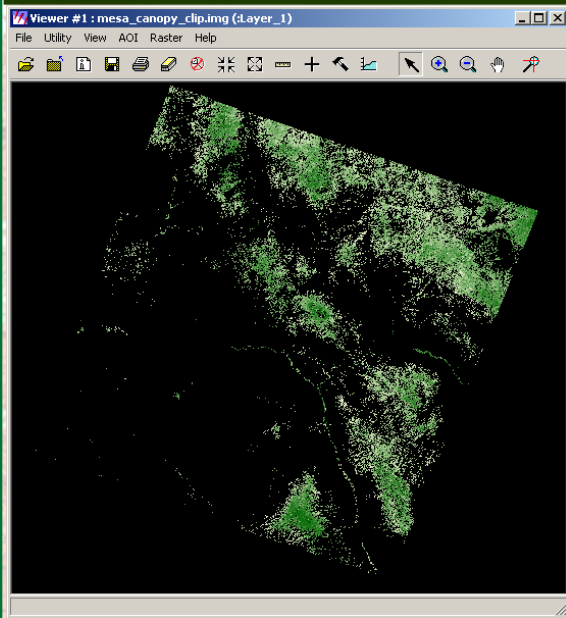 Viewer #1 : mesa_canopy_clip.img (:Layer_1)
File Utility View AOI Raster Help